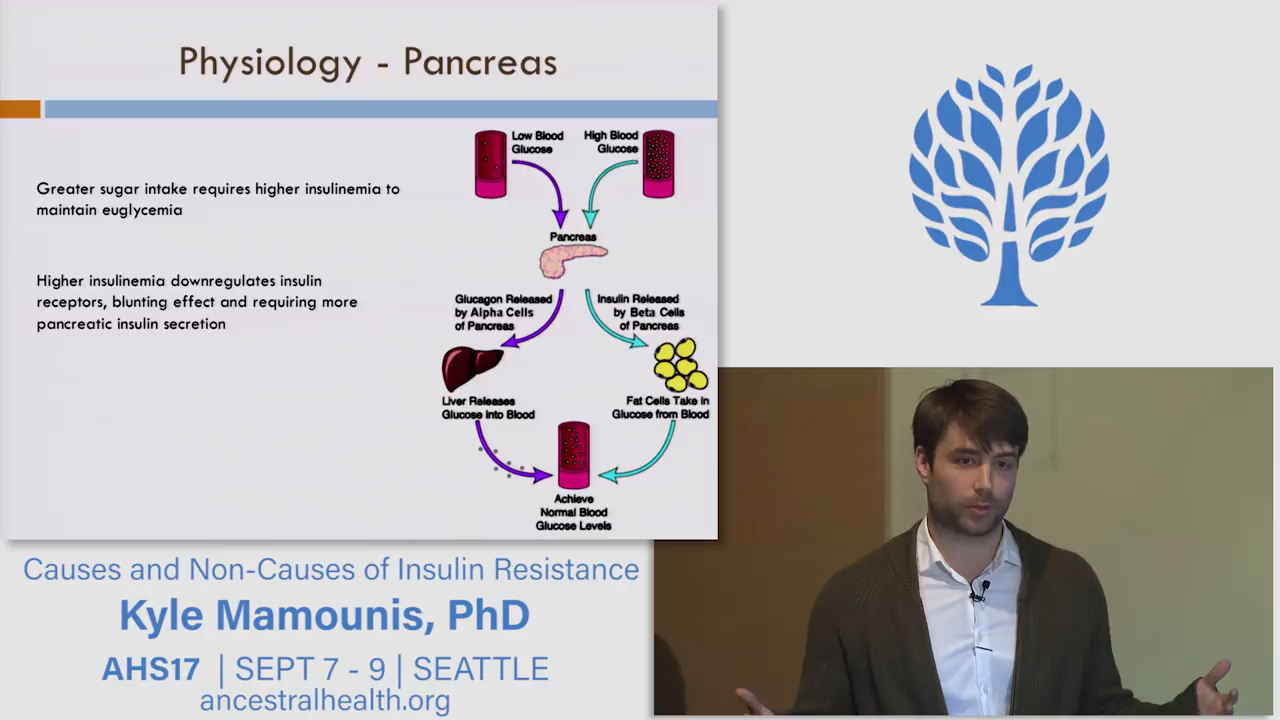 Physiology - Pancreas
Greater sugar intake requires higher insulinemia to
maintain euglycemia
Higher insulinemia downregulates insulin
receptors, blunting effect and requiring more
pancreatic insulin secretion
Low Blood
Glucose
High Blood
Glucose
Pancreas
Glucagon Released
by Alpha Cells
of Pancreas
Insulin Released
by Beta Cells
of Pancreas
Liver Releases
Glucose into Blood
Fat Cells Take in
Glucose from Blood
Achieve
Normal Blood
Glucose Levels
Causes and Non-Causes of Insulin Resistance
Kyle Mamounis, PhD
AHS17 | SEPT 7 - 9 | SEATTLE
ancestralhealth.org